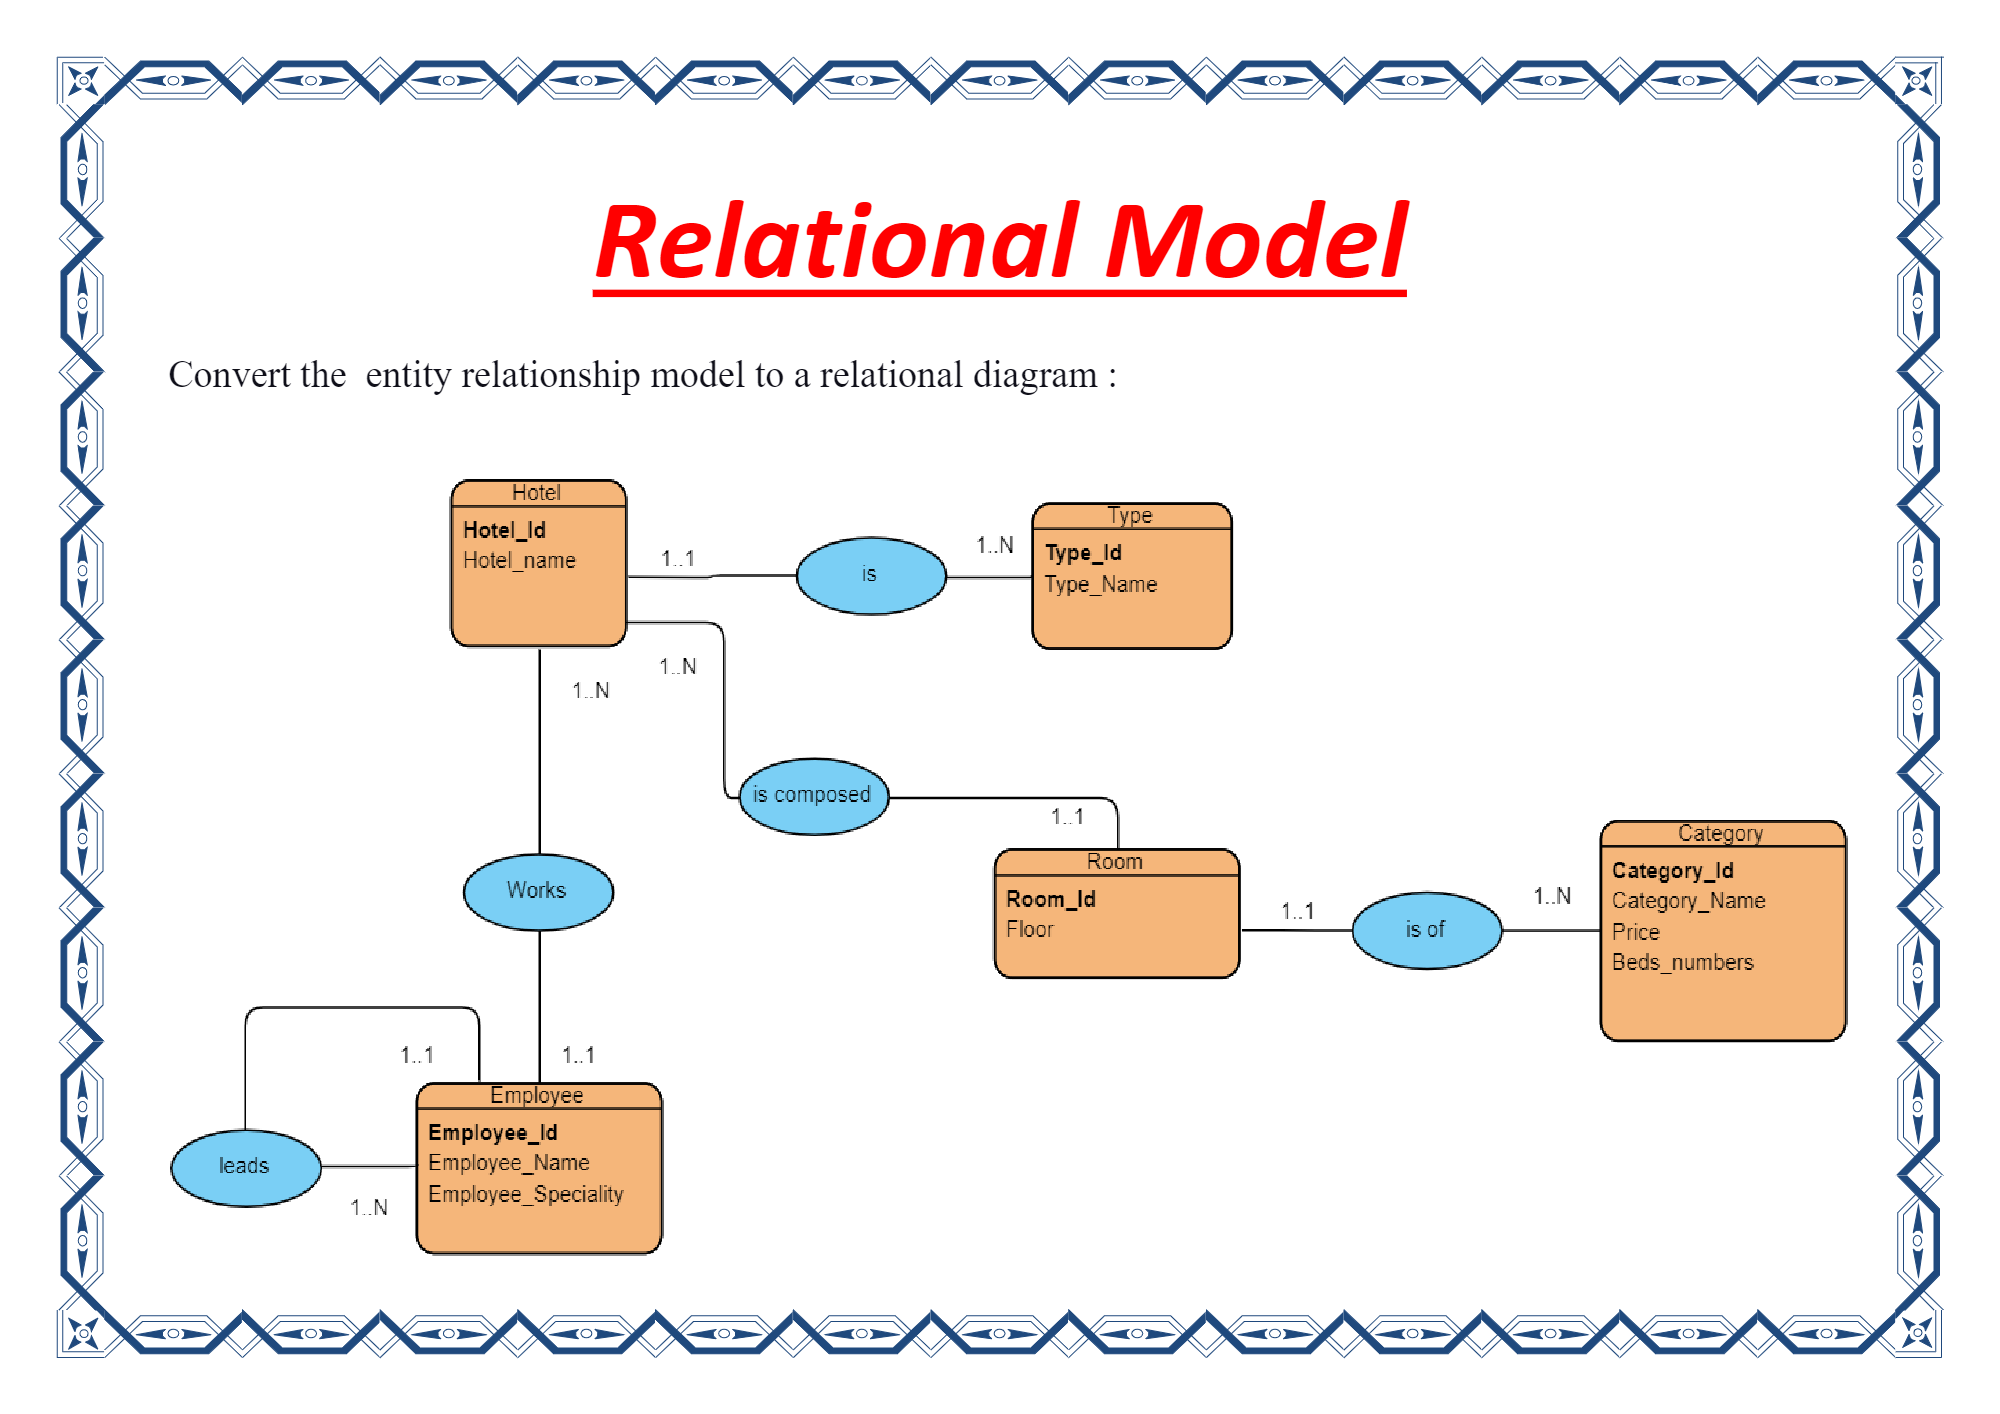 Relational Model
Convert the  entity relationship model to a relational diagram :
Hotel
Hotel_Id
Hotel_name
1..1
is
1..N
Type
Type_Id
Type_Name
1..N
1..N
is composed
1..1
Room
Room_Id
Floor
1..1
is of
1..N
Category
Category_Id
Category_Name
Price
Beds_numbers
Works
1..1
1..1
leads
1..N
Employee
Employee_Id
Employee_Name
Employee_Speciality